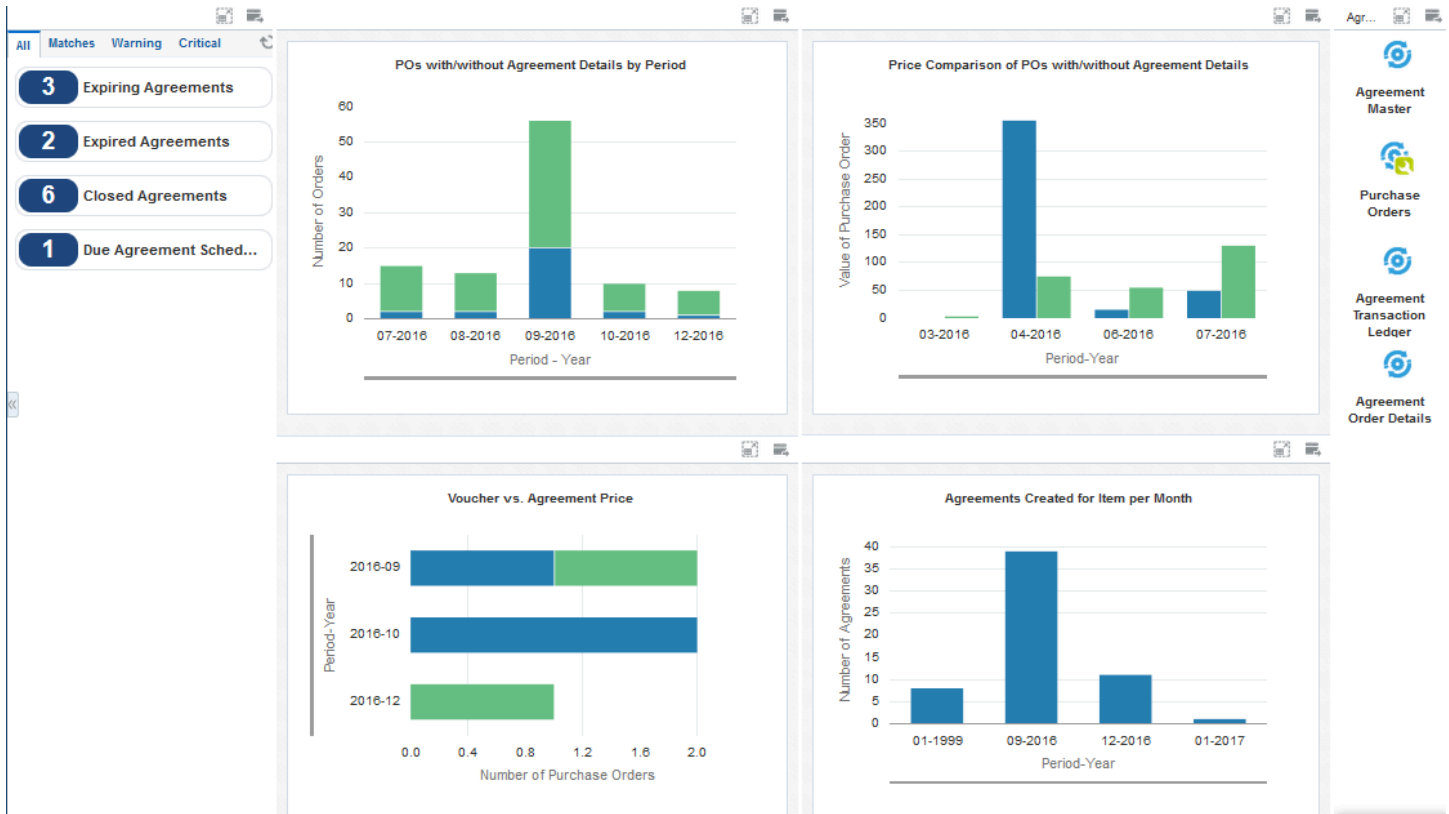 All Matches Warning Critical
3 Expiring Agreements
2 Expired Agreements
6 Closed Agreements
1 Due Agreement Sched...
POs with/without Agreement Details by Period
Number of Orders
60
50
40
30
20
10
0
07-2016 08-2016 09-2016 10-2016 12-2016
Period - Year
Price Comparison of POs with/without Agreement Details
Value of Purchase Order
350
300
250
200
150
100
50
0
03-2016 04-2016 06-2016 07-2016
Period-Year
Agr...
Agreement
Master
Purchase
Orders
Agreement
Transaction
Ledger
Agreement
Order Details
Voucher vs. Agreement Price
Period-Year
2016-09
2016-10
2016-12
0.0 0.4 0.8 1.2 1.6 2.0
Number of Purchase Orders
Agreements Created for Item per Month
Number of Agreements
40
35
30
25
20
15
10
5
0
01-1999 09-2016 12-2016 01-2017
Period-Year